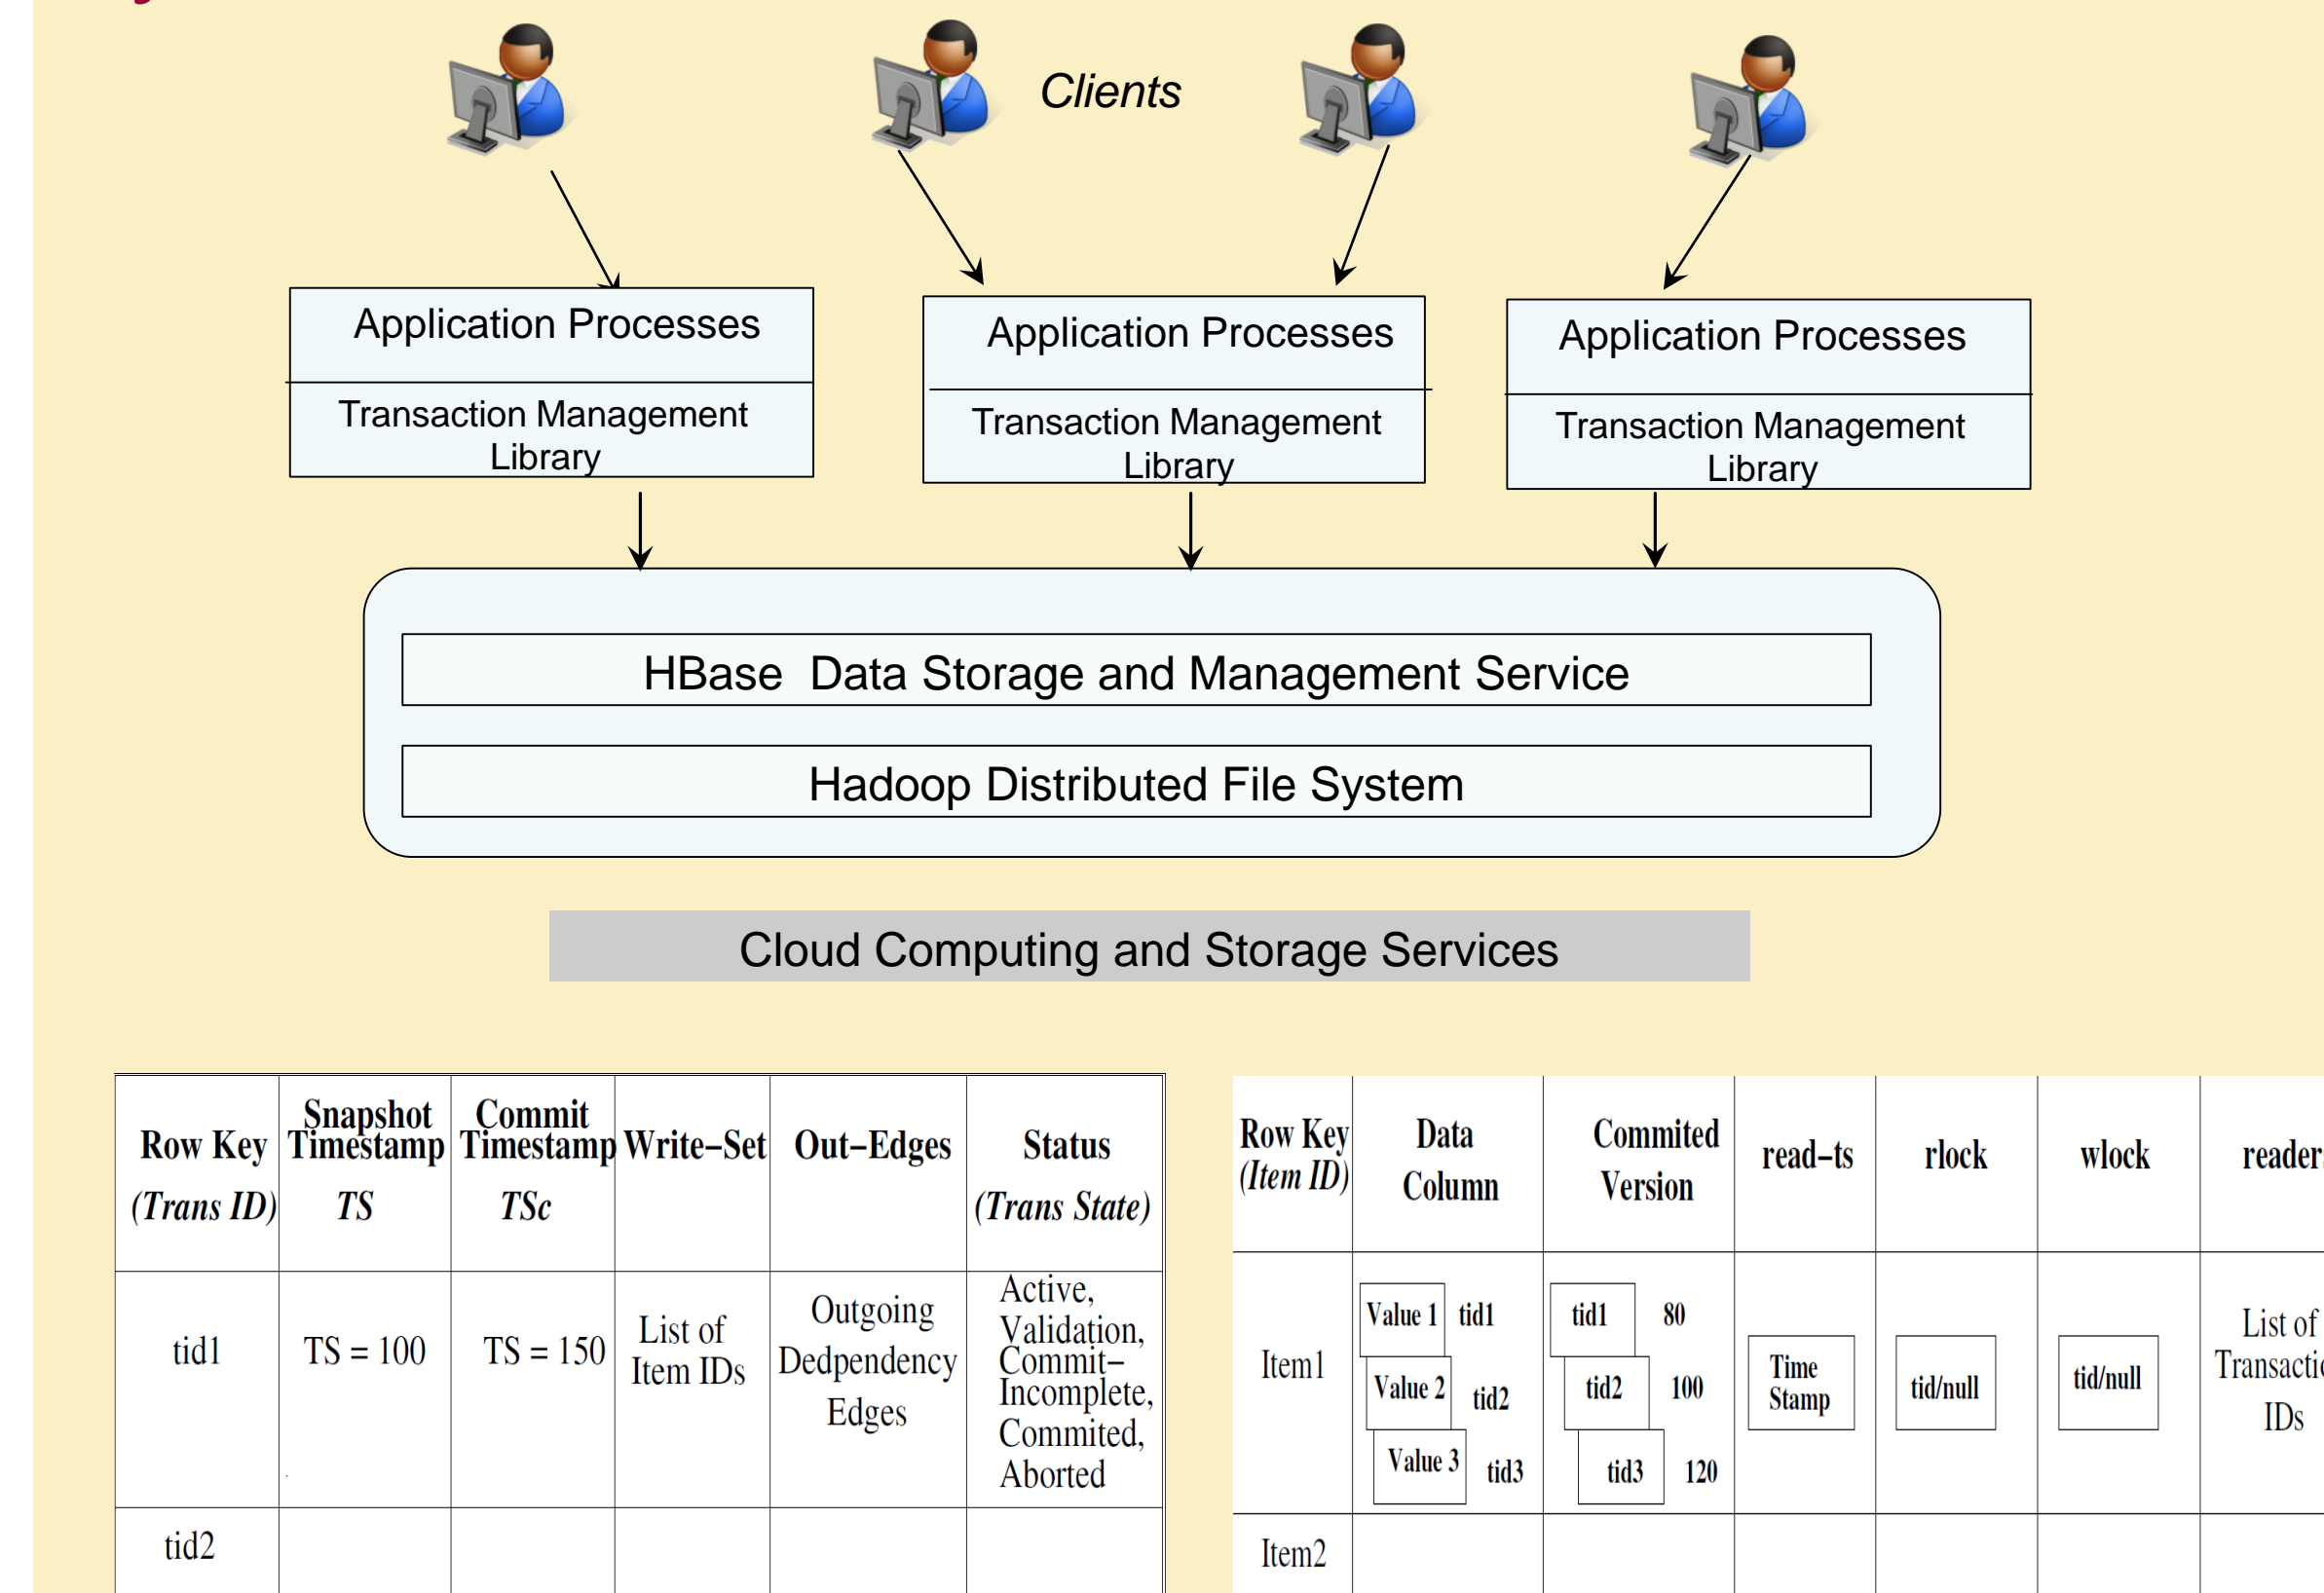 Clients
Application Processes
Transaction Management
Library
Application Processes
Transaction Management
Library
Application Processes
Transaction Management
Library
HBase  Data Storage and Management Service
Hadoop Distributed File System
Cloud Computing and Storage Services
Row Key
(Trans ID)
Snapshot
Timestamp
TS
Commit
Timestamp
TSc
Write–Set
Out–Edges
Status
(Trans State)
tid1
TS = 100
TS = 150
List of
Item IDs
Outgoing
Dedpendency
Edges
Active,
Validation,
Commit–
Incomplete,
Commited,
Aborted
tid2
Row Key
(Item ID)
Data
Column
Commited
Version
read–ts
rlock
wlock
reader
Item1
Value 1 tid1
Value 2 tid2
Value 3 tid3
tid1 80
tid2 100
tid3 120
Time
Stamp
tid/null
tid/null
List of
Transacti
IDs
Item2